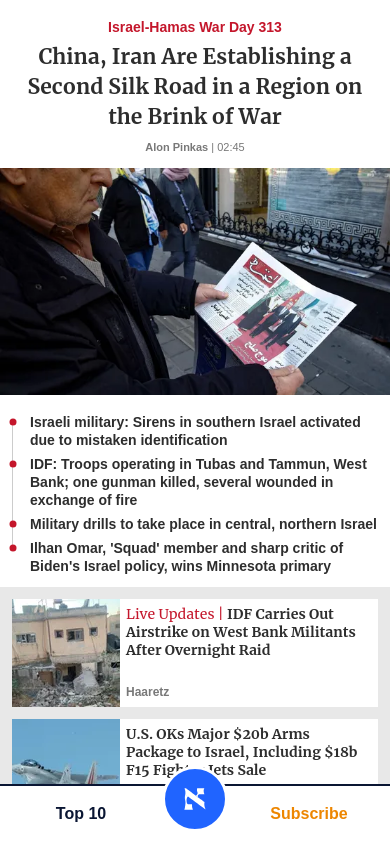 Israel-Hamas War Day 313
China, Iran Are Establishing a
Second Silk Road in a Region on
the Brink of War
Alon Pinkas | 02:45
Israeli military: Sirens in southern Israel activated
due to mistaken identification
IDF: Troops operating in Tubas and Tammun, West
Bank; one gunman killed, several wounded in
exchange of fire
Military drills to take place in central, northern Israel
Ilhan Omar, 'Squad' member and sharp critic of
Biden's Israel policy, wins Minnesota primary
Live Updates | IDF Carries Out
Airstrike on West Bank Militants
After Overnight Raid
Haaretz
U.S. OKs Major $20b Arms
Package to Israel, Including $18b
F15 Fighter Jets Sale
Top 10
Subscribe